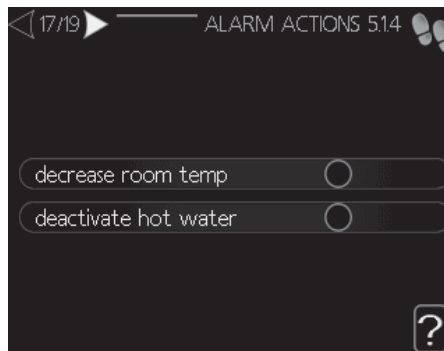 17/19 ALARM ACTIONS 5.1.4
decrease room temp
deactivate hot water
?